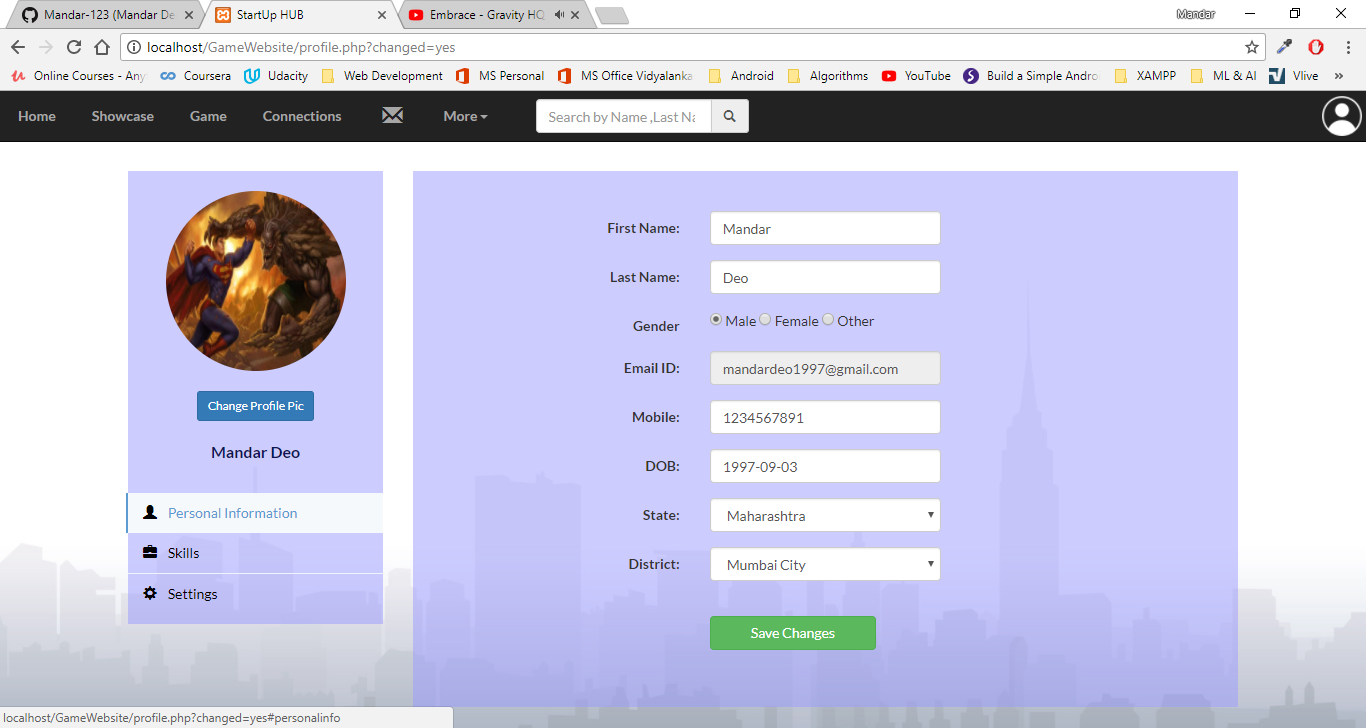 Mandar-123 (Mandar De
StartUp HUB
Embrace - Gravity HQ
Mandar
localhost/GameWebsite/profile.php?changed=yes
Online Courses - Any
Coursera
Udacity
Web Development
MS Personal
MS Office Vidyalanka
Android
Algorithms
YouTube
Build a Simple Andro
XAMPP
ML & AI
Vlive
»
Home
Showcase
Game
Connections
More
Search by Name ,Last Na
Change Profile Pic
Mandar Deo
Personal Information
Skills
Settings
First Name: Mandar
Last Name: Deo
Gender Male Female Other
Email ID: mandardeo1997@gmail.com
Mobile: 1234567891
DOB: 1997-09-03
State: Maharashtra
District: Mumbai City
Save Changes
localhost/GameWebsite/profile.php?changed=yes#personalinfo